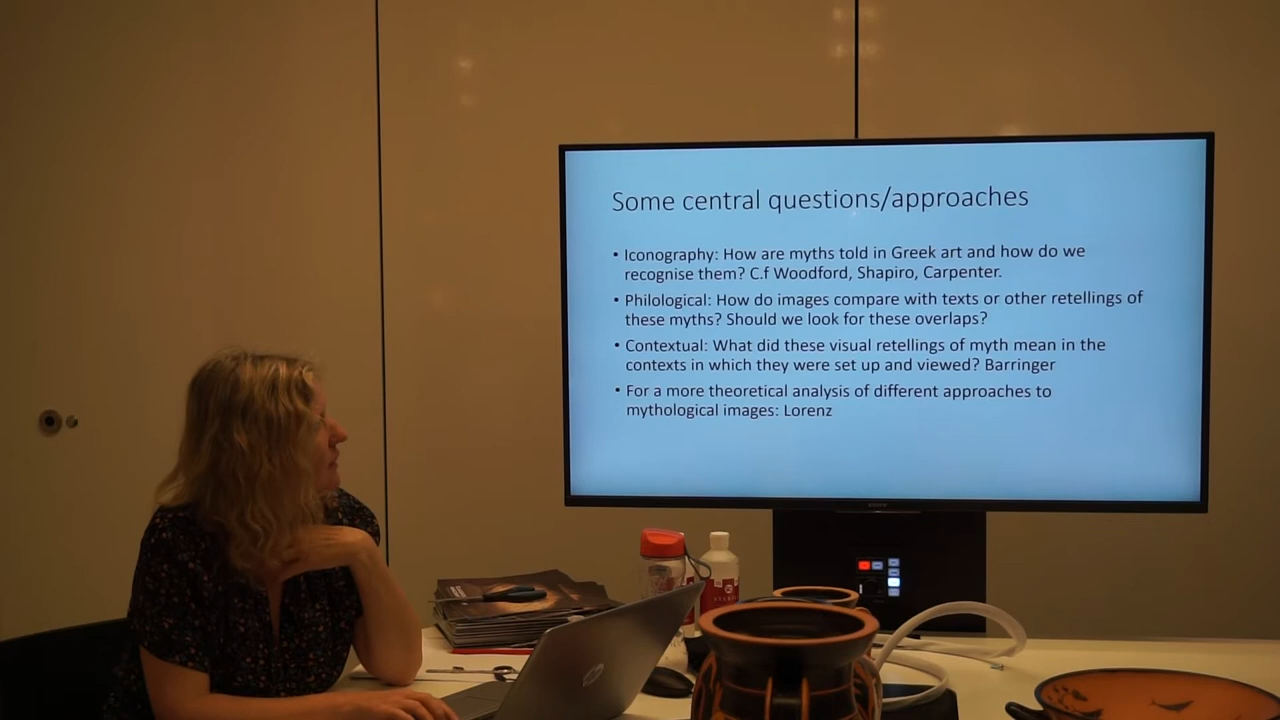 Some central questions/approaches
• Iconography: How are myths told in Greek art and how do we
recognise them? C.f Woodford, Shapiro, Carpenter.
• Philological: How do images compare with texts or other retellings of
these myths? Should we look for these overlaps?
• Contextual: What did these visual retellings of myth mean in the
contexts in which they were set up and viewed? Barringer
• For a more theoretical analysis of different approaches to
mythological images: Lorenz
SONY
hp